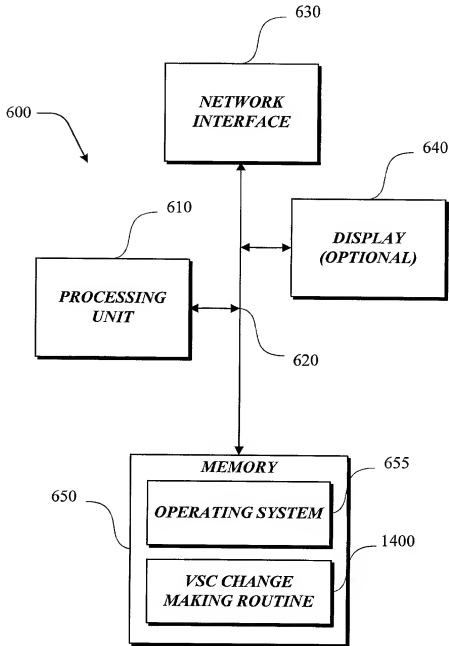 630
NETWORK
INTERFACE
600
640
DISPLAY
(OPTIONAL)
610
PROCESSING
UNIT
620
MEMORY
650
655
OPERATING SYSTEM
1400
VSC CHANGE
MAKING ROUTINE